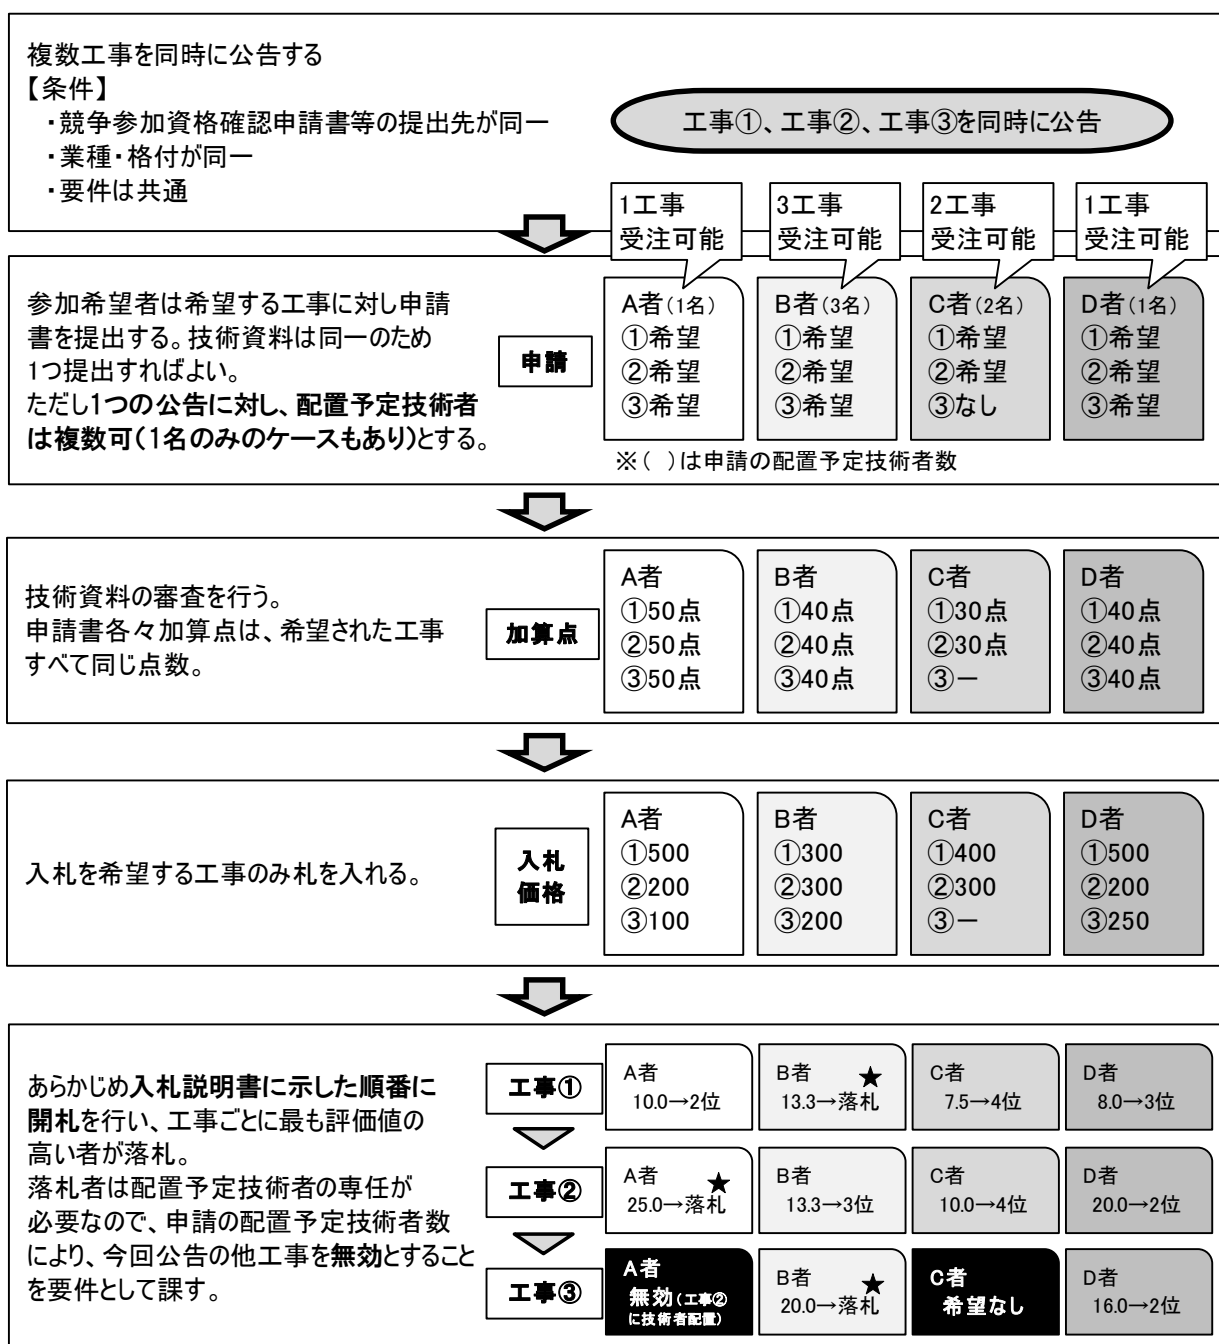 複数工事を同時に公告する
【条件】
・競争参加資格確認申請書等の提出先が同一
・業種・格付が同一
・要件は共通
工事①、工事②、工事③を同時に公告
1工事
受注可能
3工事
受注可能
2工事
受注可能
1工事
受注可能
参加希望者は希望する工事に対し申請
書を提出する。技術資料は同一のため
1つ提出すればよい。
ただし1つの公告に対し、配置予定技術者
は複数可(1名のみのケースもあり)とする。
申請
A者(1名)
①希望
②希望
③希望
B者(3名)
①希望
②希望
③希望
C者(2名)
①希望
②希望
③なし
D者(1名)
①希望
②希望
③希望
※( )は申請の配置予定技術者数
技術資料の審査を行う。
申請書各々加算点は、希望された工事
すべて同じ点数。
加算点
A者
①50点
②50点
③50点
B者
①40点
②40点
③40点
C者
①30点
②30点
③―
D者
①40点
②40点
③40点
入札を希望する工事のみ札を入れる。
入札
価格
A者
①500
②200
③100
B者
①300
②300
③200
C者
①400
②300
③―
D者
①500
②200
③250
あらかじめ入札説明書に示した順番に
開札を行い、工事ごとに最も評価値の
高い者が落札。
落札者は配置予定技術者の専任が
必要なので、申請の配置予定技術者数
により、今回公告の他工事を無効とすること
を要件として課す。
工事①
A者
10.0→2位
B者 ★
13.3→落札
C者
7.5→4位
D者
8.0→3位
工事②
A者 ★
25.0→落札
B者
13.3→3位
C者
10.0→4位
D者
20.0→2位
工事③
A者
無効(工事②
に技術者配置)
B者 ★
20.0→落札
C者
希望なし
D者
16.0→2位